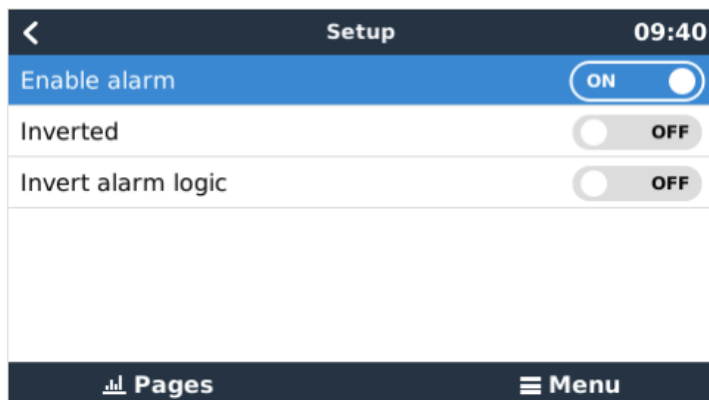 Setup 09:40
Enable alarm ON
Inverted OFF
Invert alarm logic OFF
Pages Menu